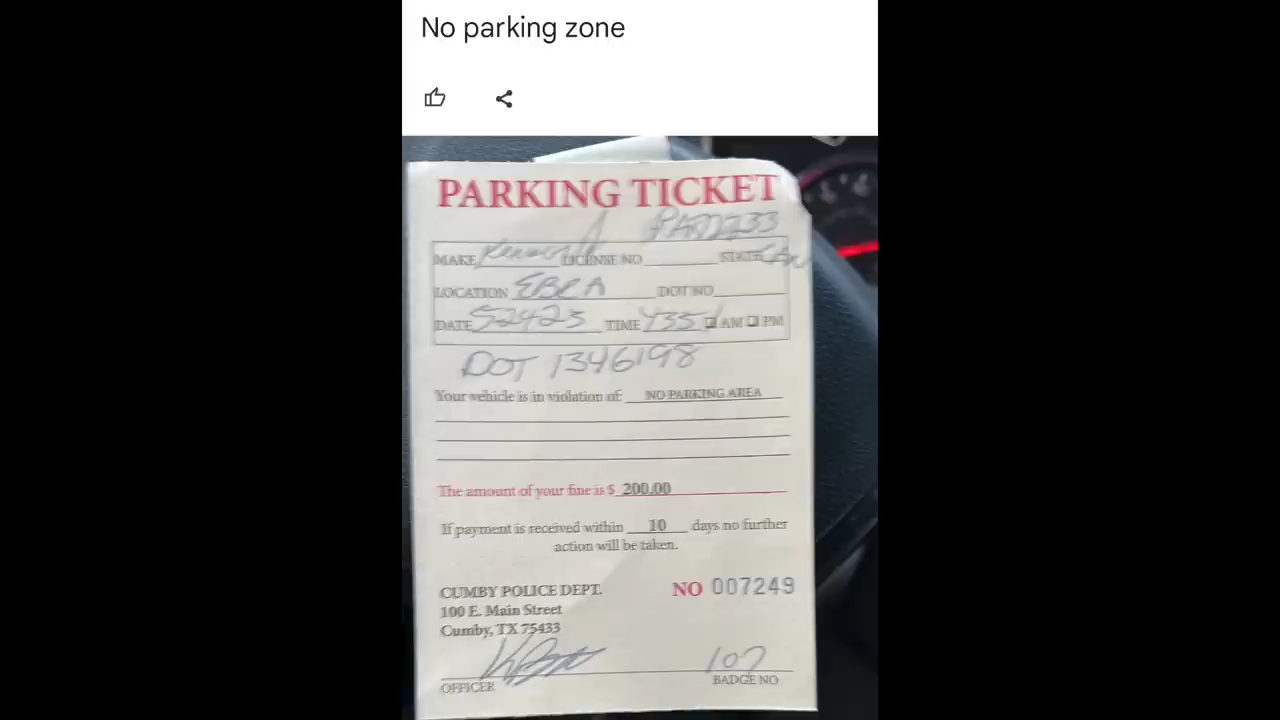 No parking zone
PARKING TICKET
MAKE LICENSE NO STATE
LOCATION EBRA DOT NO
DATE 52423 TIME 435 AM PM
DOT 1346198
Your vehicle is in violation of: NO PARKING AREA
The amount of your fine is $ 200.00
If payment is received within 10 days no further
action will be taken.
CUMBY POLICE DEPT. NO 007249
100 E. Main Street
Cumby, TX 75433
107
OFFICER BADGE NO